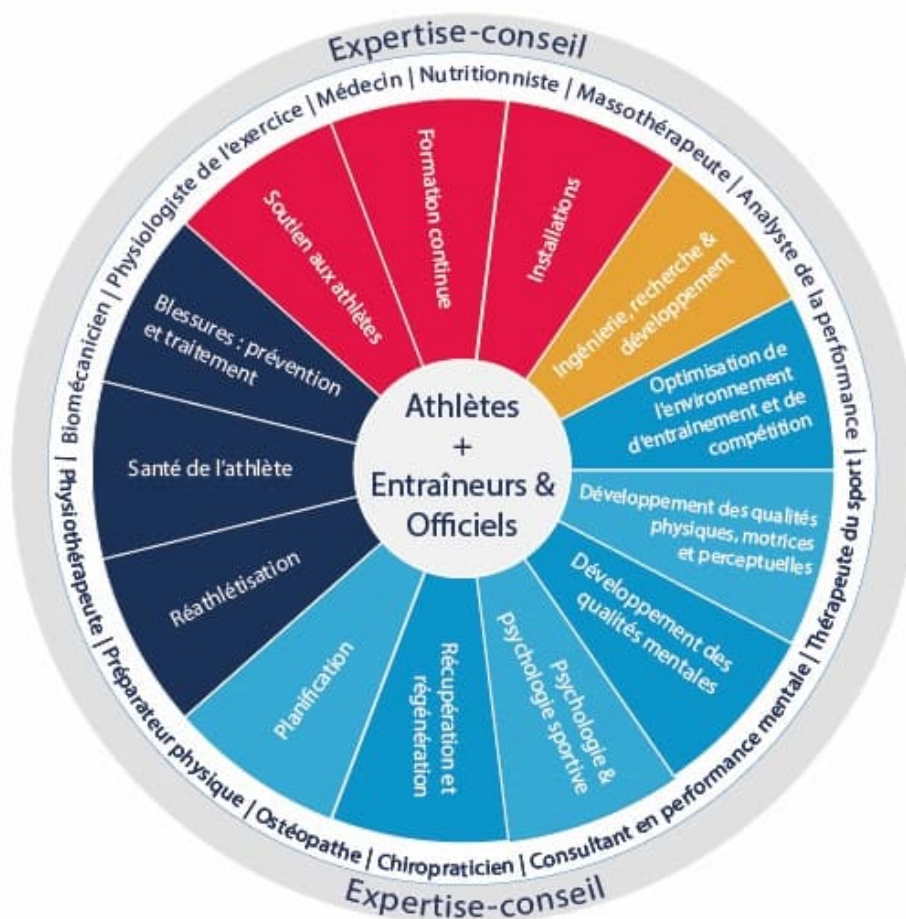 Expertise-conseil
Biomécanicien | Physiologiste de l'exercice | Médecin | Nutritionniste | Massothérapeute | Analyste de la performance | Thérapeute du sport |
Soutien aux athlètes
Formation continue
Installations
Ingénierie, recherche &
développement
Optimisation de
l'environnement
d'entrainement et de
compétition
Développement des qualités
physiques, motrices
et perceptuelles
Développement des
qualités mentales
Psychologie &
psychologie sportive
Récupération et
régénération
Planification
Réathlétisation
Santé de l'athlète
Blessures : prévention
et traitement
Athlètes
+
Entraîneurs &
Officiels
Physiothérapeute | Préparateur physique | Ostéopathe | Chiropraticien | Consultant en performance mentale |
Expertise-conseil